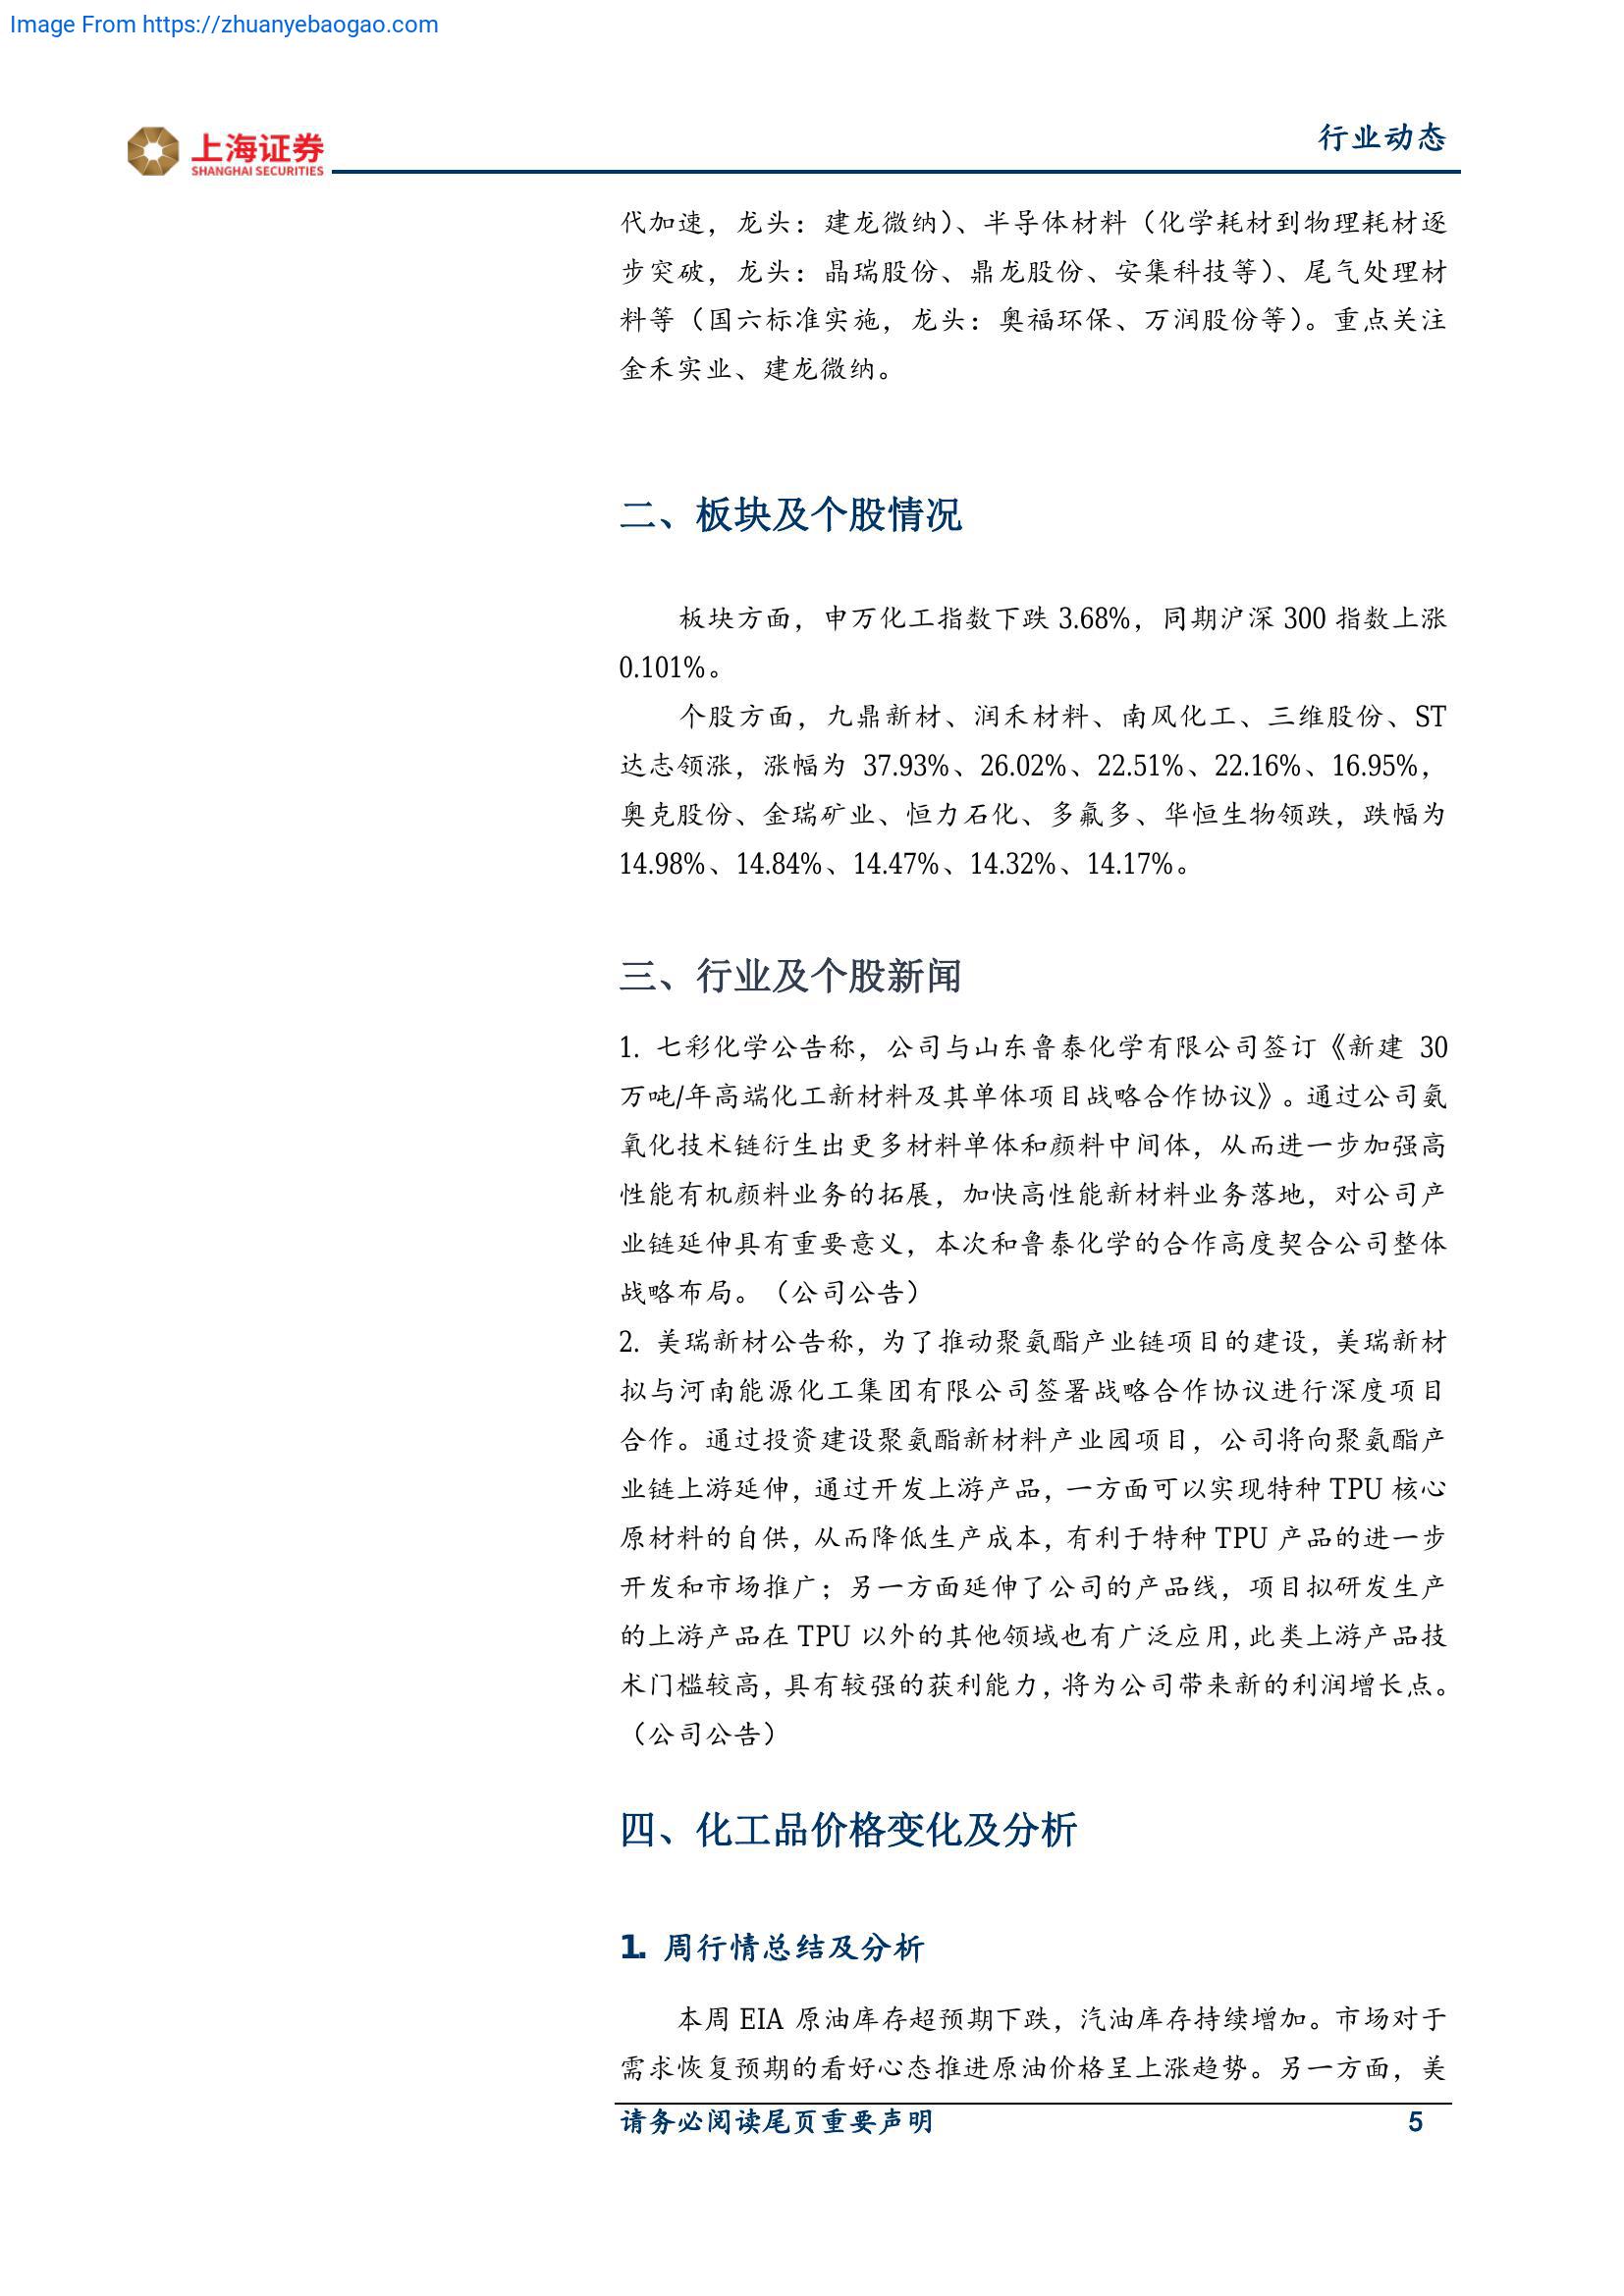 Image From https://zhuanyebaogao.com
上海证券
SHANGHAI SECURITIES
行业动态
代加速，龙头：建龙微纳）、半导体材料（化学耗材到物理耗材逐
步突破，龙头：晶瑞股份、鼎龙股份、安集科技等）、尾气处理材
料等（国六标准实施，龙头：奥福环保、万润股份等）。重点关注
金禾实业、建龙微纳。
二、板块及个股情况
板块方面，申万化工指数下跌 3.68%，同期沪深 300 指数上涨
0.101%。
个股方面，九鼎新材、润禾材料、南风化工、三维股份、ST
达志领涨，涨幅为 37.93%、26.02%、22.51%、22.16%、16.95%，
奥克股份、金瑞矿业、恒力石化、多氟多、华恒生物领跌，跌幅为
14.98%、14.84%、14.47%、14.32%、14.17%。
三、行业及个股新闻
1. 七彩化学公告称，公司与山东鲁泰化学有限公司签订《新建 30
万吨/年高端化工新材料及其单体项目战略合作协议》。通过公司氨
氧化技术链衍生出更多材料单体和颜料中间体，从而进一步加强高
性能有机颜料业务的拓展，加快高性能新材料业务落地，对公司产
业链延伸具有重要意义，本次和鲁泰化学的合作高度契合公司整体
战略布局。（公司公告）
2. 美瑞新材公告称，为了推动聚氨酯产业链项目的建设，美瑞新材
拟与河南能源化工集团有限公司签署战略合作协议进行深度项目
合作。通过投资建设聚氨酯新材料产业园项目，公司将向聚氨酯产
业链上游延伸，通过开发上游产品，一方面可以实现特种 TPU 核心
原材料的自供，从而降低生产成本，有利于特种 TPU 产品的进一步
开发和市场推广；另一方面延伸了公司的产品线，项目拟研发生产
的上游产品在 TPU 以外的其他领域也有广泛应用，此类上游产品技
术门槛较高，具有较强的获利能力，将为公司带来新的利润增长点。
（公司公告）
四、化工品价格变化及分析
1. 周行情总结及分析
本周 EIA 原油库存超预期下跌，汽油库存持续增加。市场对于
需求恢复预期的看好心态推进原油价格呈上涨趋势。另一方面，美
请务必阅读尾页重要声明 5